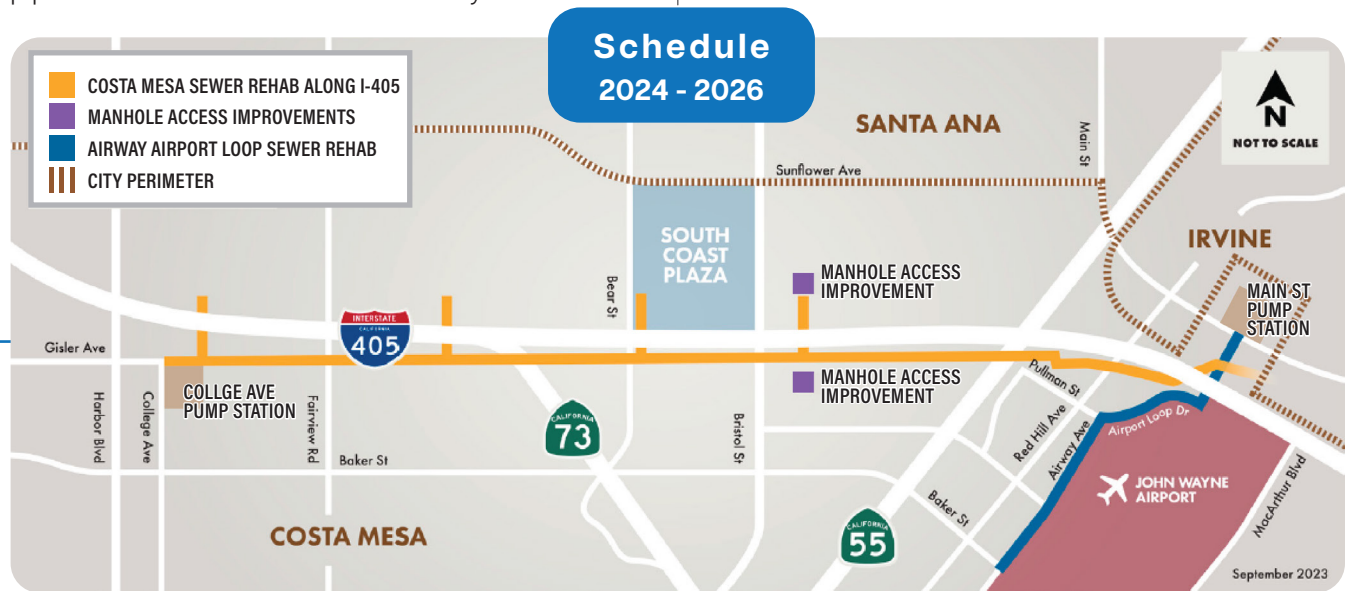 Schedule
2024 - 2026
COSTA MESA SEWER REHAB ALONG I-405
MANHOLE ACCESS IMPROVEMENTS
AIRWAY AIRPORT LOOP SEWER REHAB
CITY PERIMETER
N
NOT TO SCALE
SANTA ANA
Main St
Sunflower Ave
SOUTH
COAST
PLAZA
IRVINE
Bear St
MANHOLE ACCESS
IMPROVEMENT
MAIN ST
PUMP
STATION
INTERSTATE
CALIFORNIA
405
Gisler Ave
COLLGE AVE
PUMP STATION
MANHOLE ACCESS
IMPROVEMENT
Pullman St
Harbor Blvd
College Ave
Fairview Rd
CALIFORNIA
73
Bristol St
Red Hill Ave
Airway Ave
Airport Loop Dr
Baker St
JOHN WAYNE
AIRPORT
MacArthur Blvd
Baker St
COSTA MESA
CALIFORNIA
55
September 2023